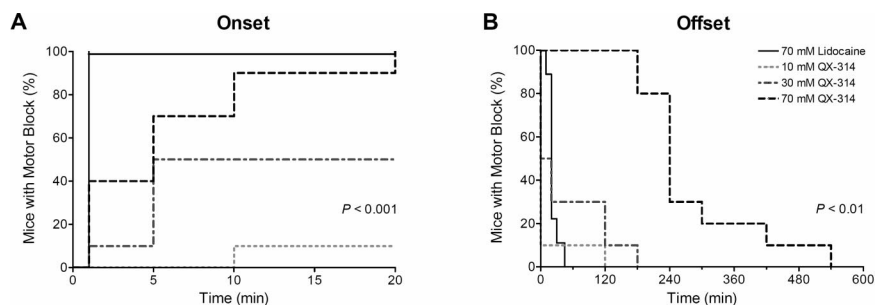 A
Onset
Mice with Motor Block (%)
100
80
60
40
20
0
P < 0.001
0
5
10
15
20
Time (min)
B
Offset
Mice with Motor Block (%)
100
80
60
40
20
0
70 mM Lidocaine
10 mM QX-314
30 mM QX-314
70 mM QX-314
P < 0.01
0
120
240
360
480
600
Time (min)